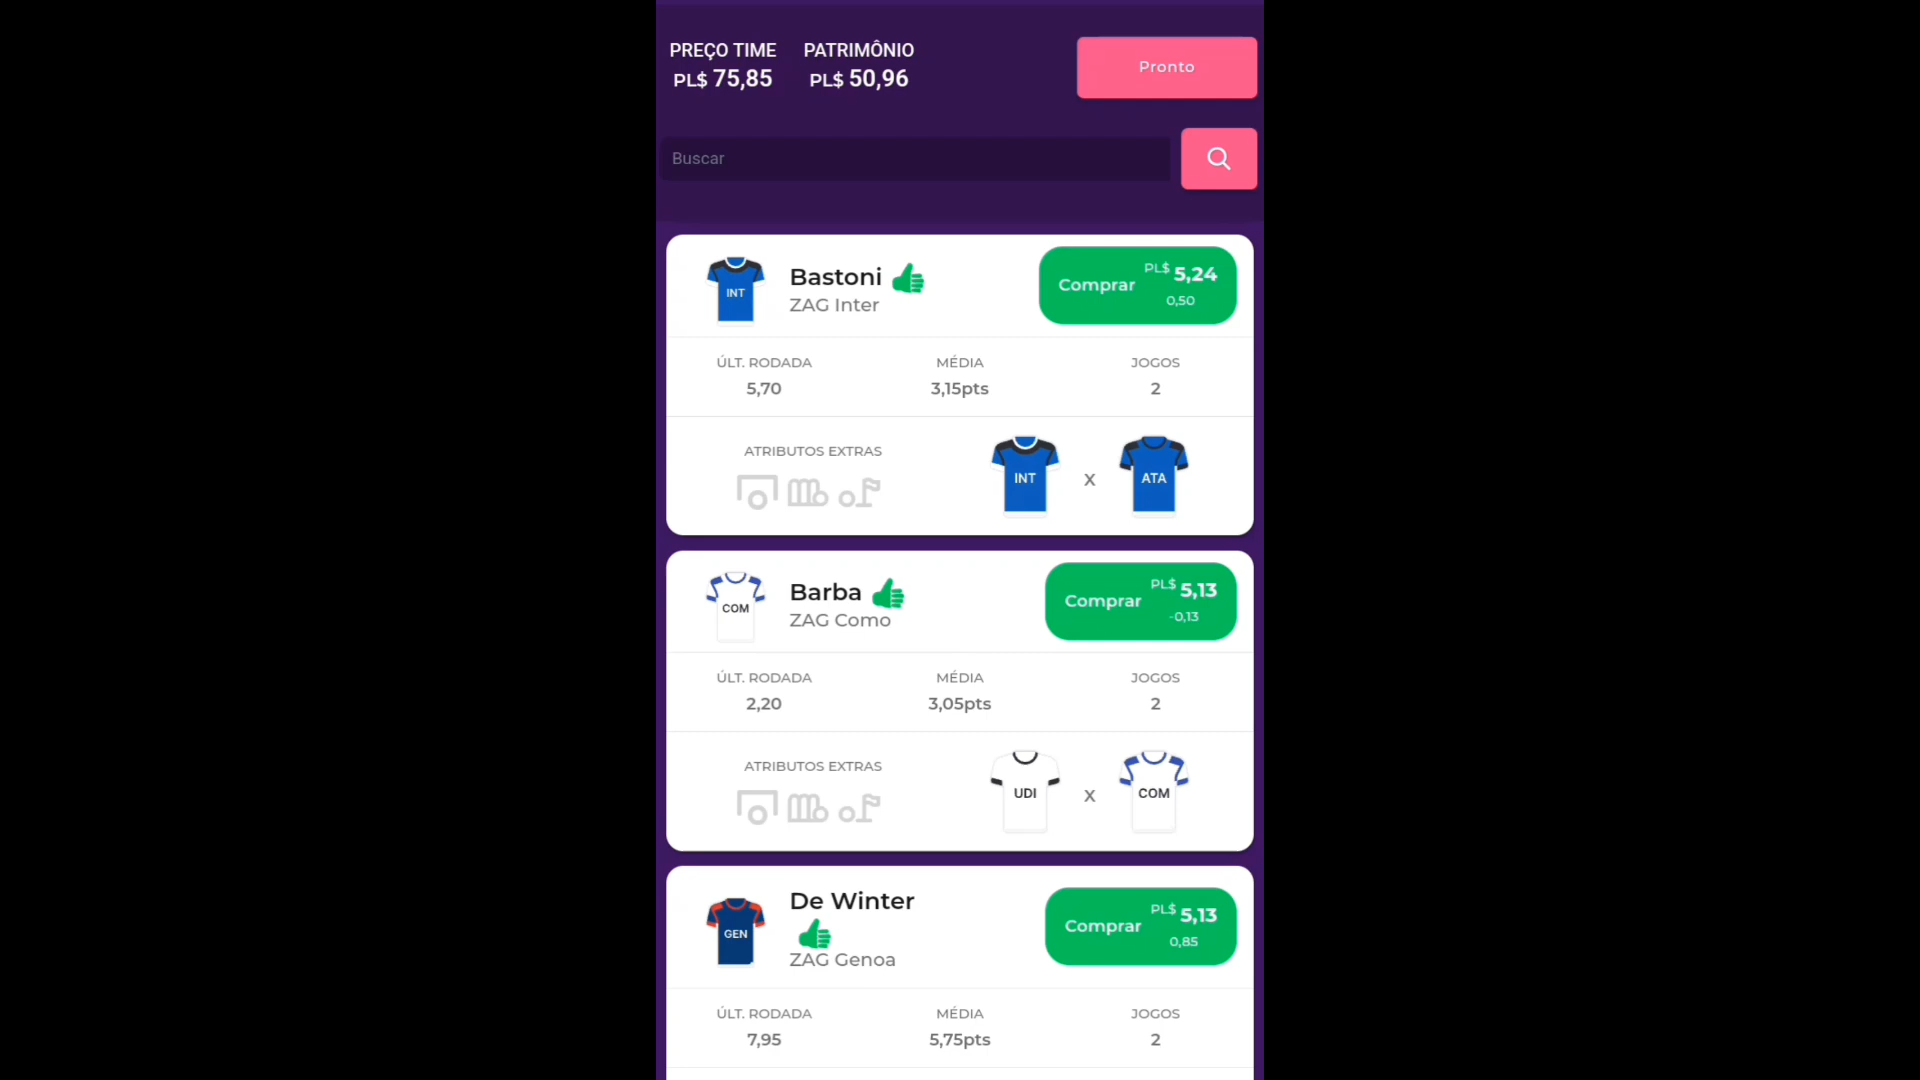 PREÇO TIME PATRIMÔNIO
PL$ 75,85 PL$ 50,96
Pronto
Buscar
INT
Bastoni
ZAG Inter
Comprar PL$ 5,24
0,50
ÚLT. RODADA MÉDIA JOGOS
5,70 3,15pts 2
ATRIBUTOS EXTRAS
INT X ATA
COM
Barba
ZAG Como
Comprar PL$ 5,13
-0,13
ÚLT. RODADA MÉDIA JOGOS
2,20 3,05pts 2
ATRIBUTOS EXTRAS
UDI X COM
GEN
De Winter
ZAG Genoa
Comprar PL$ 5,13
0,85
ÚLT. RODADA MÉDIA JOGOS
7,95 5,75pts 2